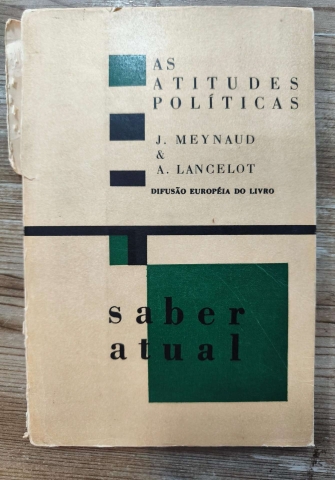 AS
ATITUDES
POLÍTICAS
J. MEYNAUD
&
A. LANCELOT
DIFUSÃO EUROPÉIA DO LIVRO
saber
atual